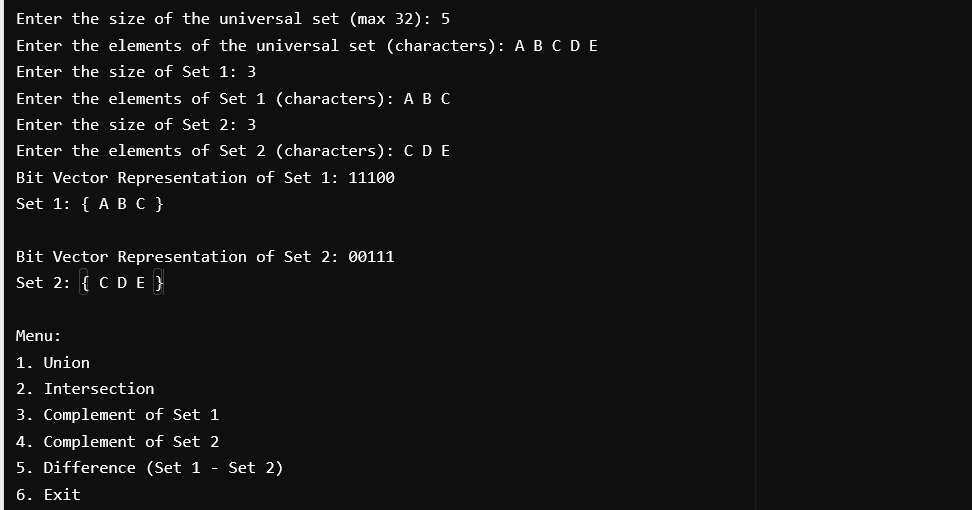 Enter the size of the universal set (max 32): 5
Enter the elements of the universal set (characters): A B C D E
Enter the size of Set 1: 3
Enter the elements of Set 1 (characters): A B C
Enter the size of Set 2: 3
Enter the elements of Set 2 (characters): C D E
Bit Vector Representation of Set 1: 11100
Set 1: { A B C }
Bit Vector Representation of Set 2: 00111
Set 2: { C D E }
Menu:
1. Union
2. Intersection
3. Complement of Set 1
4. Complement of Set 2
5. Difference (Set 1 - Set 2)
6. Exit